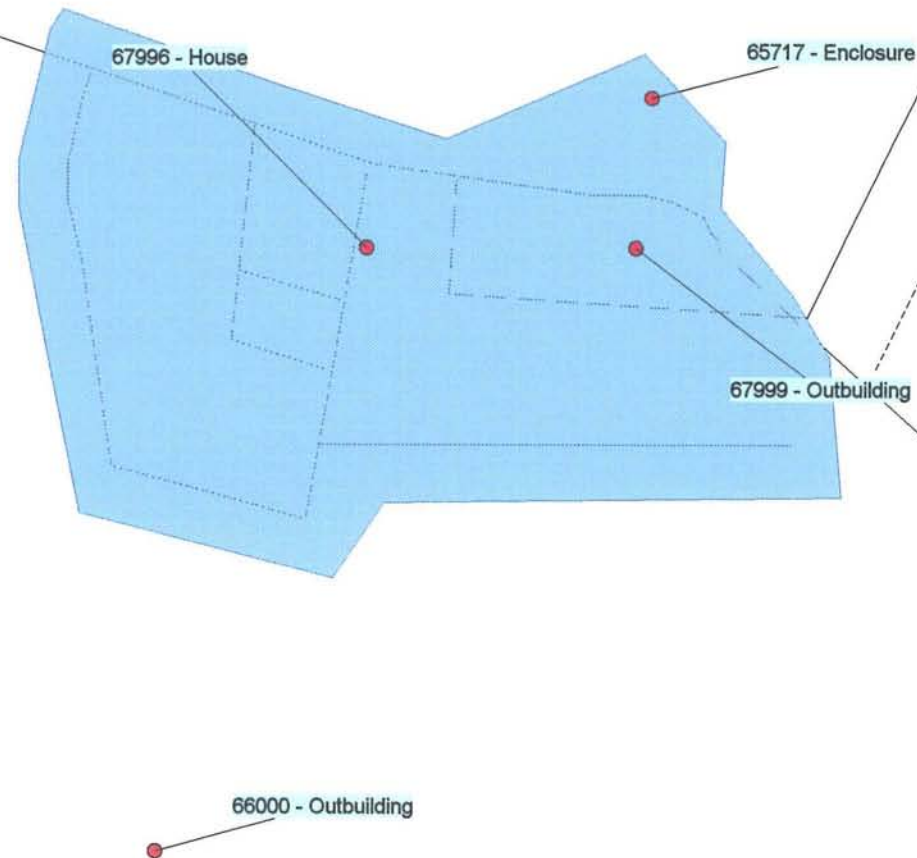 67996 - House
65717 - Enclosure
67999 - Outbuilding
66000 - Outbuilding